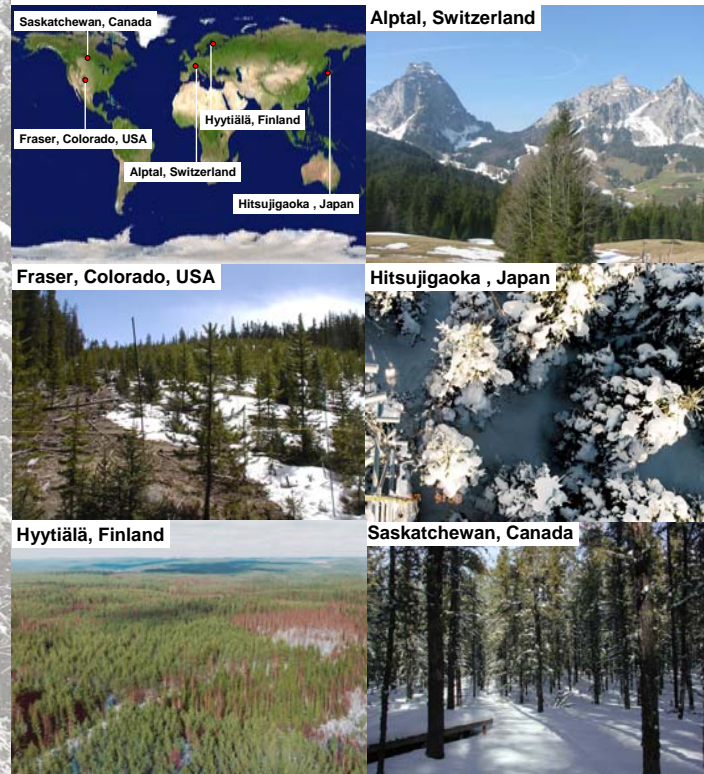 Saskatchewan, Canada
Hyytiälä, Finland
Fraser, Colorado, USA
Alptal, Switzerland
Hitsujigaoka , Japan
Alptal, Switzerland
Fraser, Colorado, USA
Hitsujigaoka , Japan
Hyytiälä, Finland
Saskatchewan, Canada